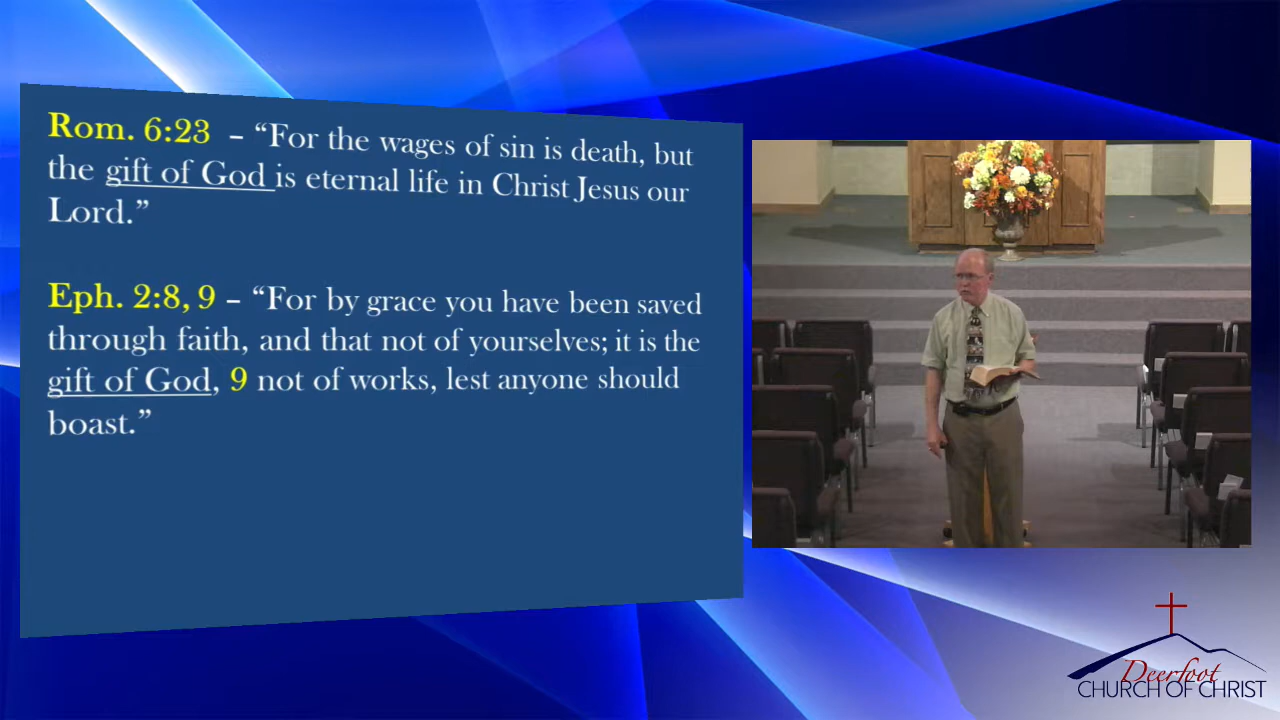 Rom. 6:23 – “For the wages of sin is death, but
the gift of God is eternal life in Christ Jesus our
Lord.”
Eph. 2:8, 9 – “For by grace you have been saved
through faith, and that not of yourselves; it is the
gift of God, 9 not of works, lest anyone should
boast.”
Deerfoot
CHURCH OF CHRIST